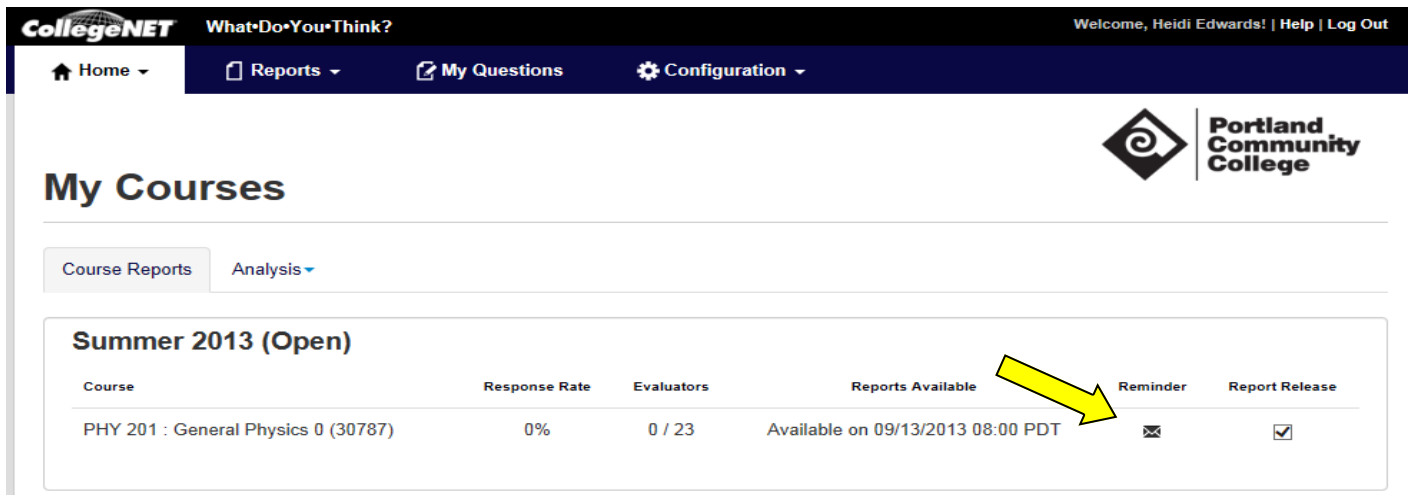 CollegeNET What•Do•You•Think? Welcome, Heidi Edwards! | Help | Log Out
Home Reports My Questions Configuration
Portland
Community
College
My Courses
Course Reports Analysis
Summer 2013 (Open)
Course Response Rate Evaluators Reports Available Reminder Report Release
PHY 201 : General Physics 0 (30787) 0% 0 / 23 Available on 09/13/2013 08:00 PDT